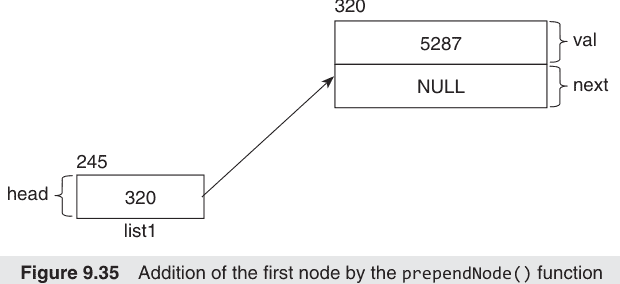 320
5287
val
NULL
next
245
head
320
list1
Figure 9.35 Addition of the first node by the prependNode() function